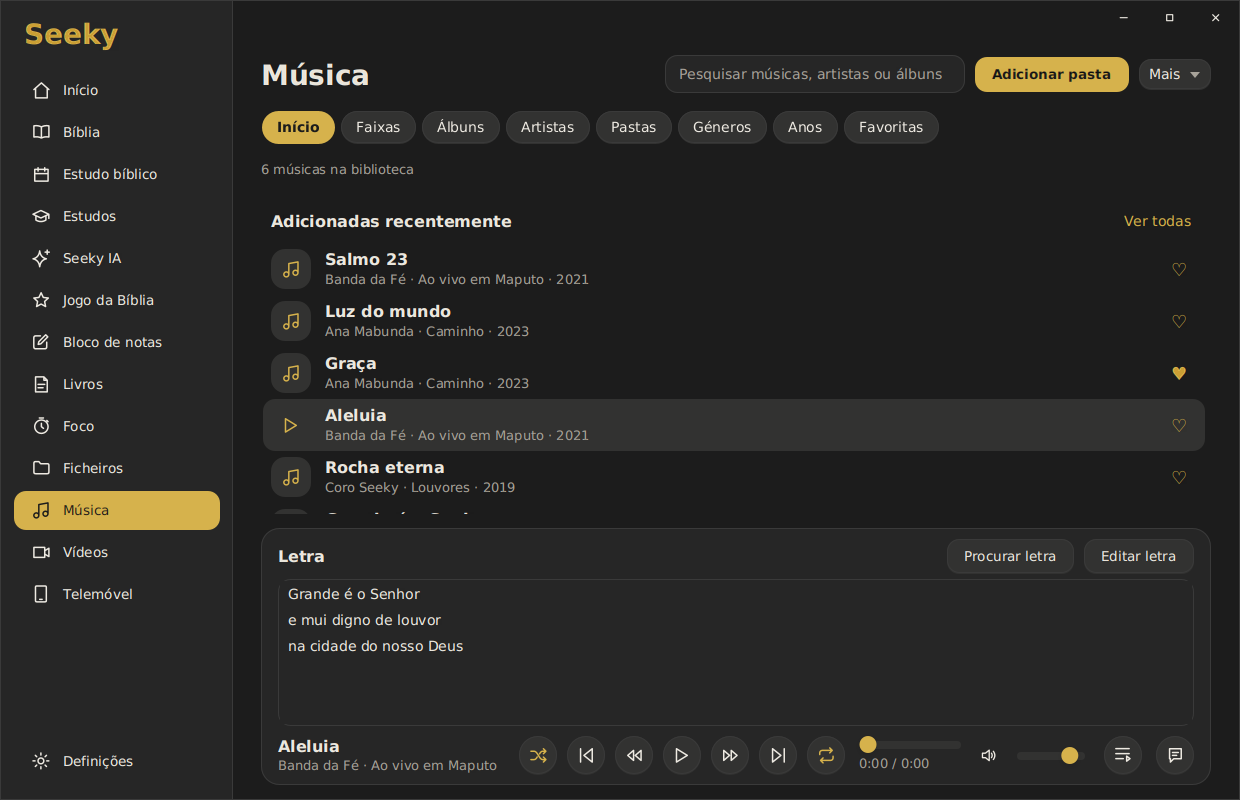 Seeky
Início
Bíblia
Estudo bíblico
Estudos
Seeky IA
Jogo da Bíblia
Bloco de notas
Livros
Foco
Ficheiros
Música
Vídeos
Telemóvel
Definições
Música
Pesquisar músicas, artistas ou álbuns
Adicionar pasta
Mais
Início Faixas Álbuns Artistas Pastas Géneros Anos Favoritas
6 músicas na biblioteca
Adicionadas recentemente
Ver todas
Salmo 23
Banda da Fé · Ao vivo em Maputo · 2021
Luz do mundo
Ana Mabunda · Caminho · 2023
Graça
Ana Mabunda · Caminho · 2023
Aleluia
Banda da Fé · Ao vivo em Maputo · 2021
Rocha eterna
Coro Seeky · Louvores · 2019
Letra
Procurar letra
Editar letra
Grande é o Senhor
e mui digno de louvor
na cidade do nosso Deus
Aleluia
Banda da Fé · Ao vivo em Maputo
0:00 / 0:00